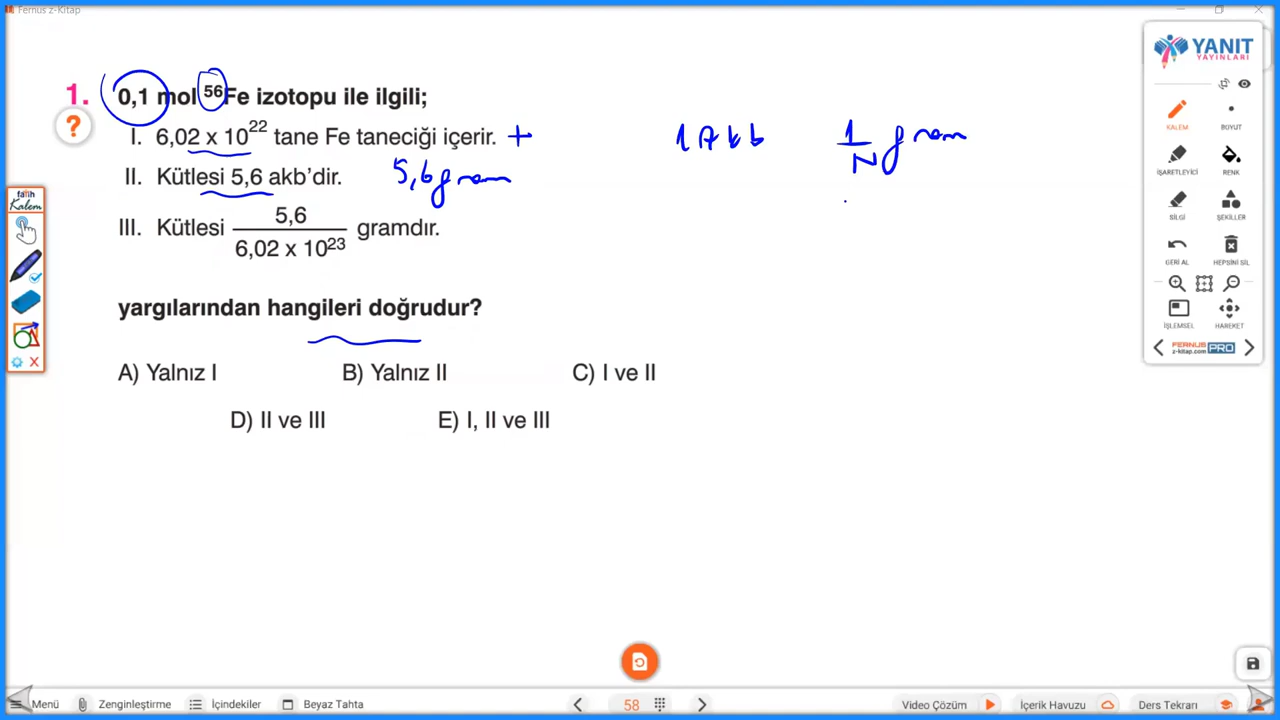 Fernus z-Kitap
YANIT
YAYINLARI
1. 0,1 mol ⁵⁶Fe izotopu ile ilgili;
?
I. 6,02 x 10²² tane Fe taneciği içerir. +
1 Akb 1/N gram
II. Kütlesi 5,6 akb'dir. 5,6 gram
III. Kütlesi 5,6 / 6,02 x 10²³ gramdır.
yargılarından hangileri doğrudur?
A) Yalnız I B) Yalnız II C) I ve II
D) II ve III E) I, II ve III
fatih
Kalem
KALEM BOYUT
İŞARETLEYİCİ RENK
SİLGİ ŞEKİLLER
GERİ AL HEPSİNİ SİL
İŞLEMSEL HAREKET
FERNUS
z-kitap.com PRO
Menü Zenginleştirme İçindekiler Beyaz Tahta 58 Video Çözüm İçerik Havuzu Ders Tekrarı